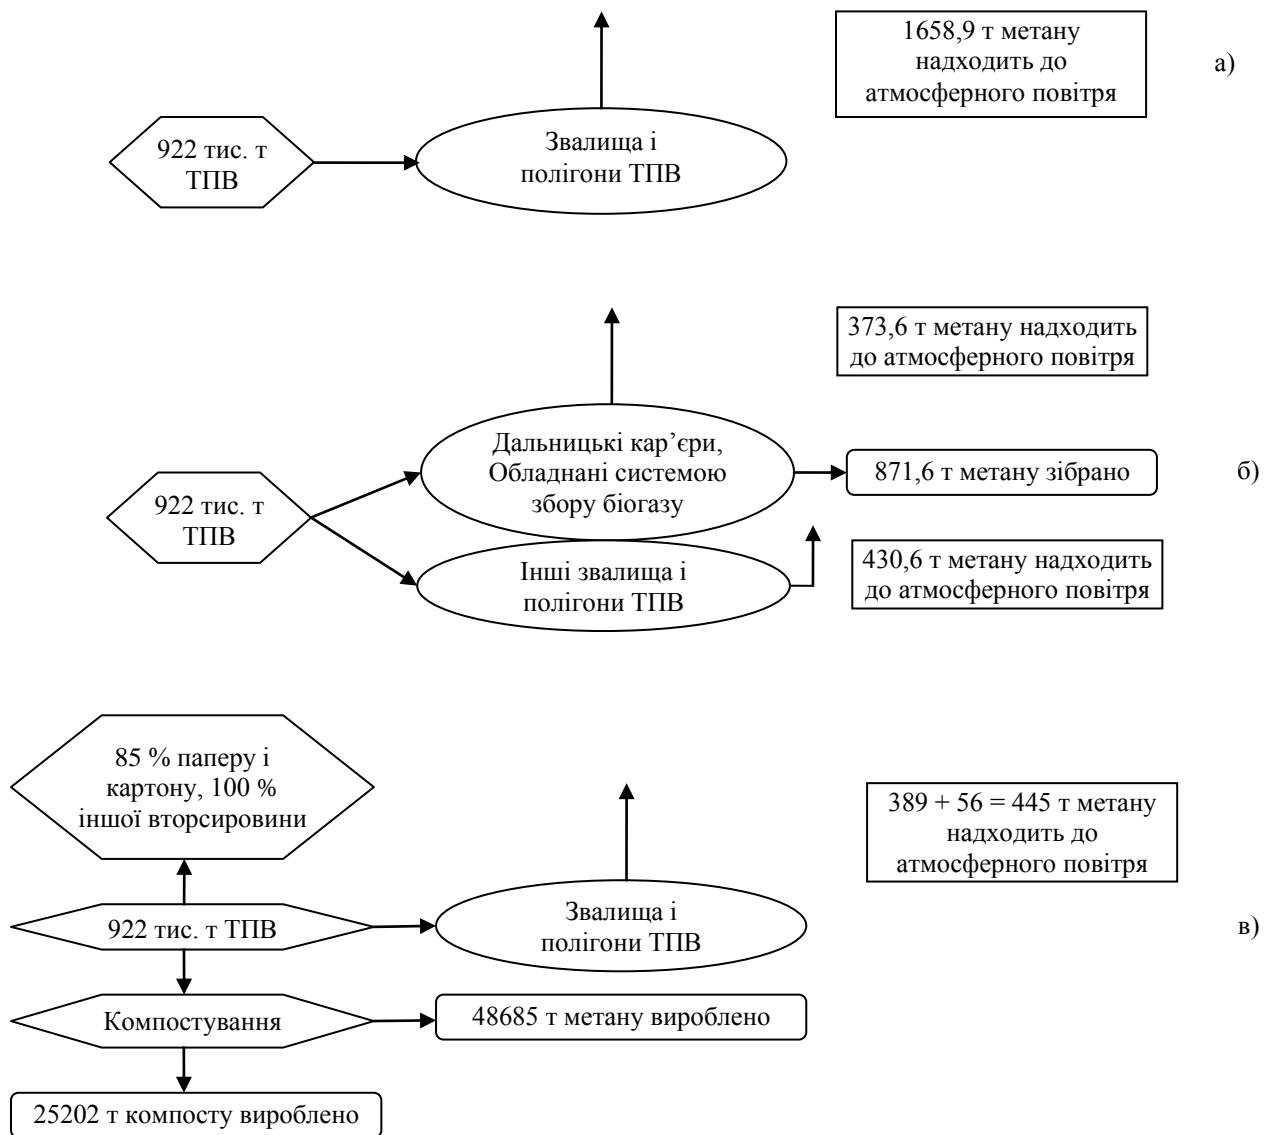 1658,9 т метану
надходить до
атмосферного повітря
а)
922 тис. т
ТПВ
Звалища і
полігони ТПВ
373,6 т метану надходить
до атмосферного повітря
Дальницькі кар’єри,
Обладнані системою
збору біогазу
871,6 т метану зібрано
б)
922 тис. т
ТПВ
Інші звалища і
полігони ТПВ
430,6 т метану надходить
до атмосферного повітря
85 % паперу і
картону, 100 %
іншої вторсировини
389 + 56 = 445 т метану
надходить до
атмосферного повітря
922 тис. т ТПВ
Звалища і
полігони ТПВ
в)
Компостування
48685 т метану вироблено
25202 т компосту вироблено